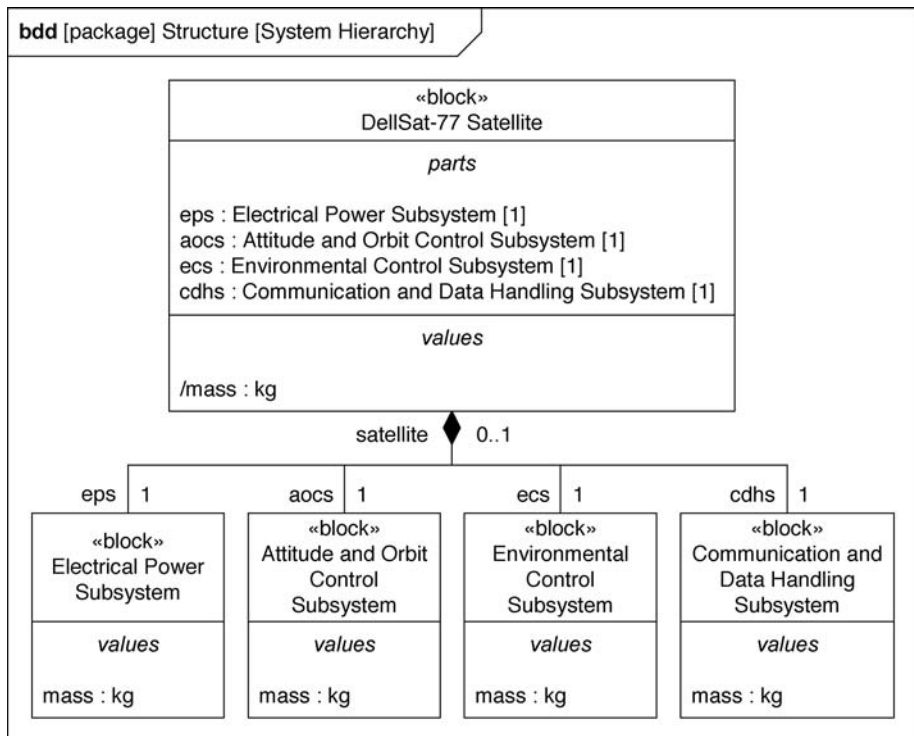 bdd [package] Structure [System Hierarchy]
«block»
DellSat-77 Satellite
parts
eps : Electrical Power Subsystem [1]
aocs : Attitude and Orbit Control Subsystem [1]
ecs : Environmental Control Subsystem [1]
cdhs : Communication and Data Handling Subsystem [1]
values
/mass : kg
satellite 0..1
eps 1 aocs 1 ecs 1 cdhs 1
«block»
Electrical Power
Subsystem
values
mass : kg
«block»
Attitude and Orbit
Control
Subsystem
values
mass : kg
«block»
Environmental
Control
Subsystem
values
mass : kg
«block»
Communication and
Data Handling
Subsystem
values
mass : kg